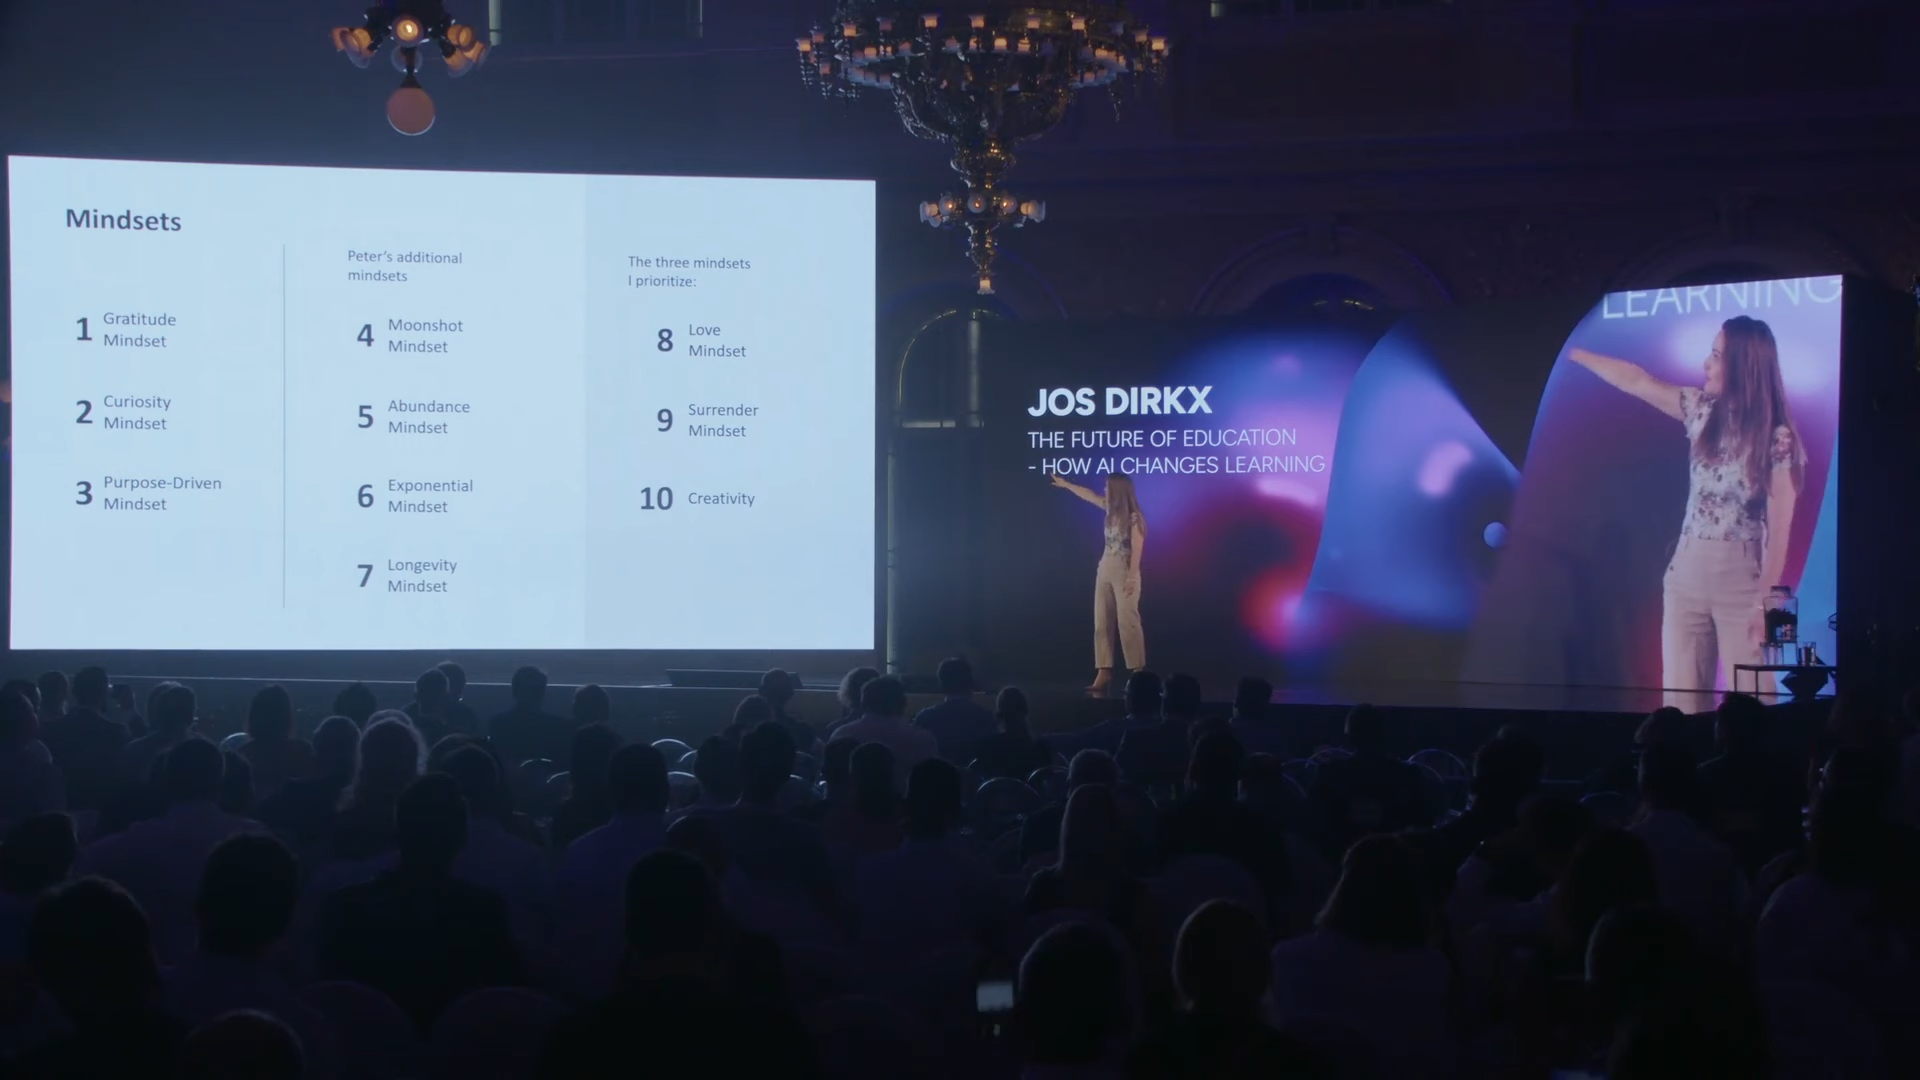 Mindsets
1 Gratitude
Mindset
2 Curiosity
Mindset
3 Purpose-Driven
Mindset
Peter's additional
mindsets
4 Moonshot
Mindset
5 Abundance
Mindset
6 Exponential
Mindset
7 Longevity
Mindset
The three mindsets
I prioritize:
8 Love
Mindset
9 Surrender
Mindset
10 Creativity
JOS DIRKX
THE FUTURE OF EDUCATION
- HOW AI CHANGES LEARNING
LEARNING